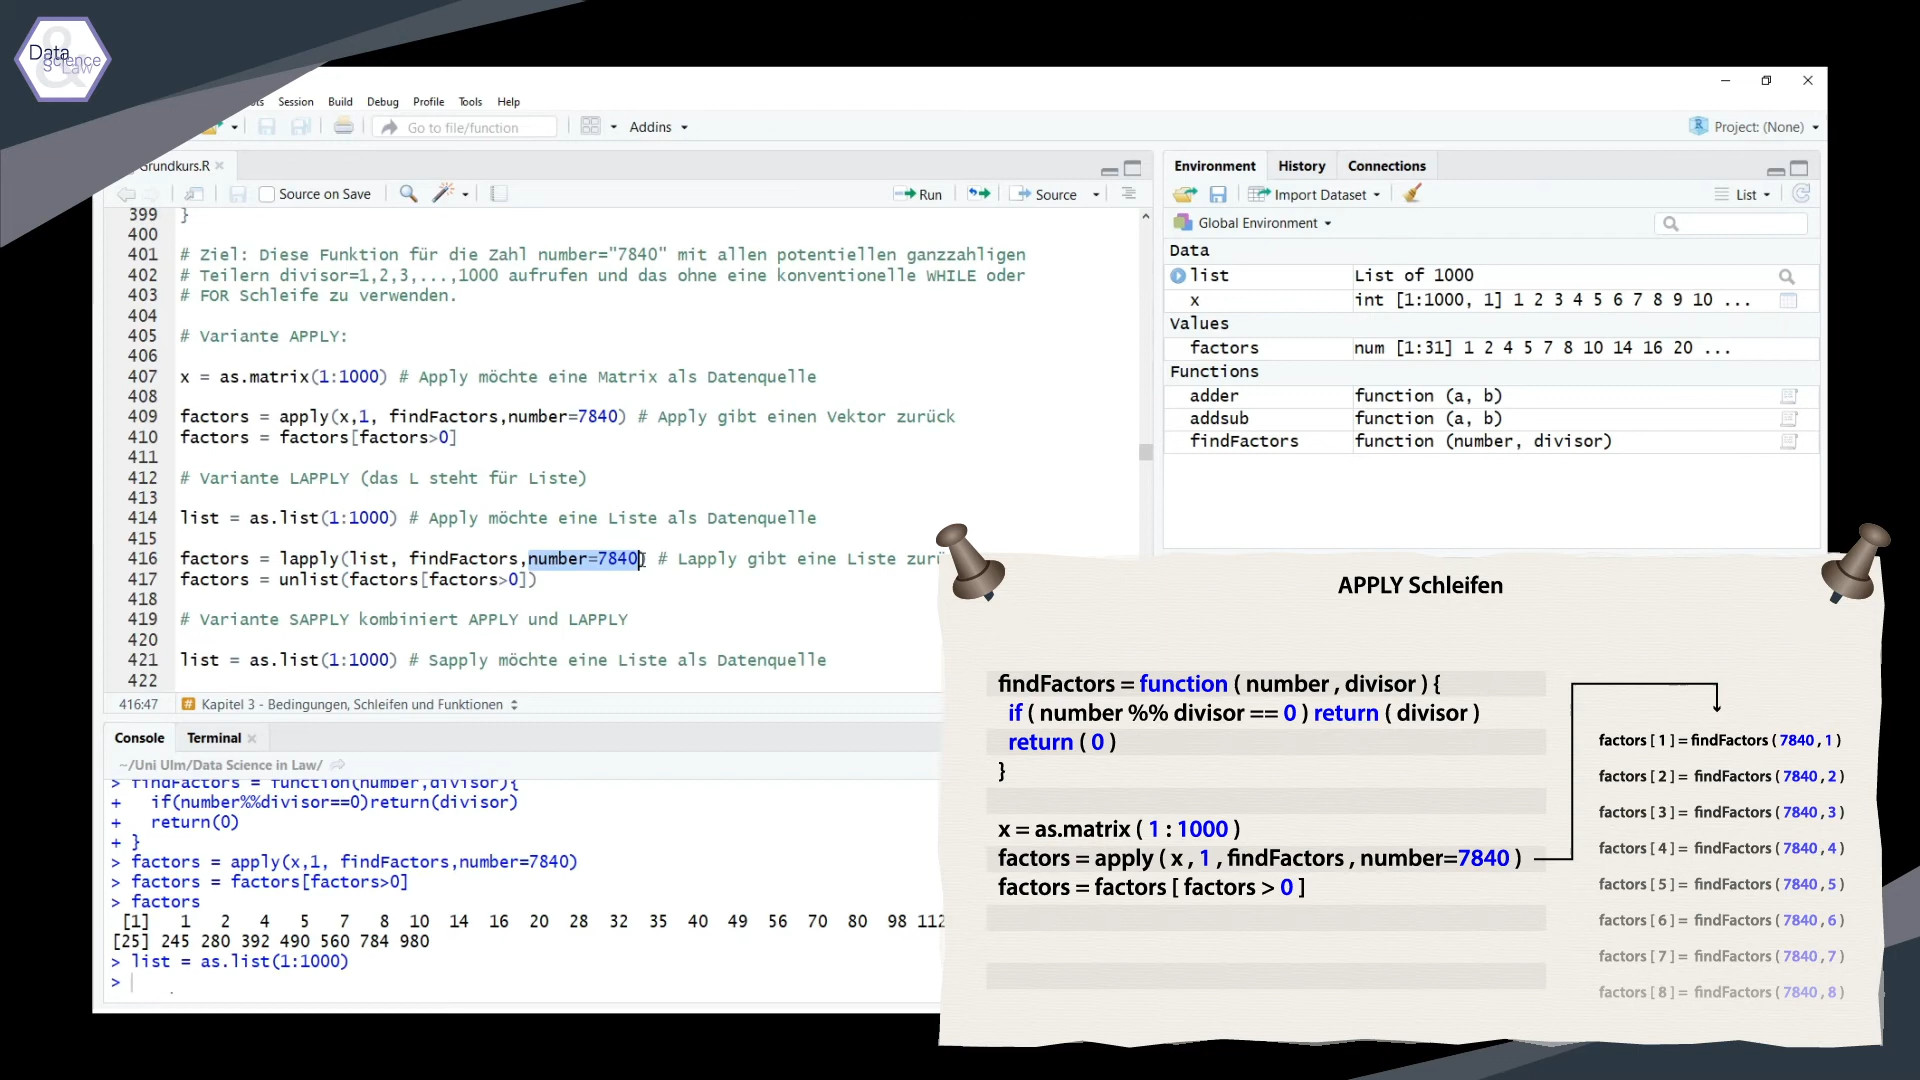 Data
Science
& Law
Session Build Debug Profile Tools Help
Go to file/function
Addins
Project: (None)
Grundkurs.R
Source on Save
Run
Source
399 }
400
401 # Ziel: Diese Funktion für die Zahl number="7840" mit allen potentiellen ganzzahligen
402 # Teilern divisor=1,2,3,...,1000 aufrufen und das ohne eine konventionelle WHILE oder
403 # FOR Schleife zu verwenden.
404
405 # Variante APPLY:
406
407 x = as.matrix(1:1000) # Apply möchte eine Matrix als Datenquelle
408
409 factors = apply(x,1, findFactors,number=7840) # Apply gibt einen Vektor zurück
410 factors = factors[factors>0]
411
412 # Variante LAPPLY (das L steht für Liste)
413
414 list = as.list(1:1000) # Apply möchte eine Liste als Datenquelle
415
416 factors = lapply(list, findFactors,number=7840) # Lapply gibt eine Liste zurü
417 factors = unlist(factors[factors>0])
418
419 # Variante SAPPLY kombiniert APPLY und LAPPLY
420
421 list = as.list(1:1000) # Sapply möchte eine Liste als Datenquelle
422
416:47 # Kapitel 3 - Bedingungen, Schleifen und Funktionen
Console Terminal
~/Uni Ulm/Data Science in Law/
> findFactors = function(number,divisor){
+ if(number%%divisor==0)return(divisor)
+ return(0)
+ }
> factors = apply(x,1, findFactors,number=7840)
> factors = factors[factors>0]
> factors
[1] 1 2 4 5 7 8 10 14 16 20 28 32 35 40 49 56 70 80 98 112
[25] 245 280 392 490 560 784 980
> list = as.list(1:1000)
>
Environment History Connections
Import Dataset
List
Global Environment
Data
list List of 1000
x int [1:1000, 1] 1 2 3 4 5 6 7 8 9 10 ...
Values
factors num [1:31] 1 2 4 5 7 8 10 14 16 20 ...
Functions
adder function (a, b)
addsub function (a, b)
findFactors function (number, divisor)
APPLY Schleifen
findFactors = function ( number , divisor ) {
if ( number %% divisor == 0 ) return ( divisor )
return ( 0 )
}
x = as.matrix ( 1 : 1000 )
factors = apply ( x , 1 , findFactors , number=7840 )
factors = factors [ factors > 0 ]
factors [ 1 ] = findFactors ( 7840 , 1 )
factors [ 2 ] = findFactors ( 7840 , 2 )
factors [ 3 ] = findFactors ( 7840 , 3 )
factors [ 4 ] = findFactors ( 7840 , 4 )
factors [ 5 ] = findFactors ( 7840 , 5 )
factors [ 6 ] = findFactors ( 7840 , 6 )
factors [ 7 ] = findFactors ( 7840 , 7 )
factors [ 8 ] = findFactors ( 7840 , 8 )